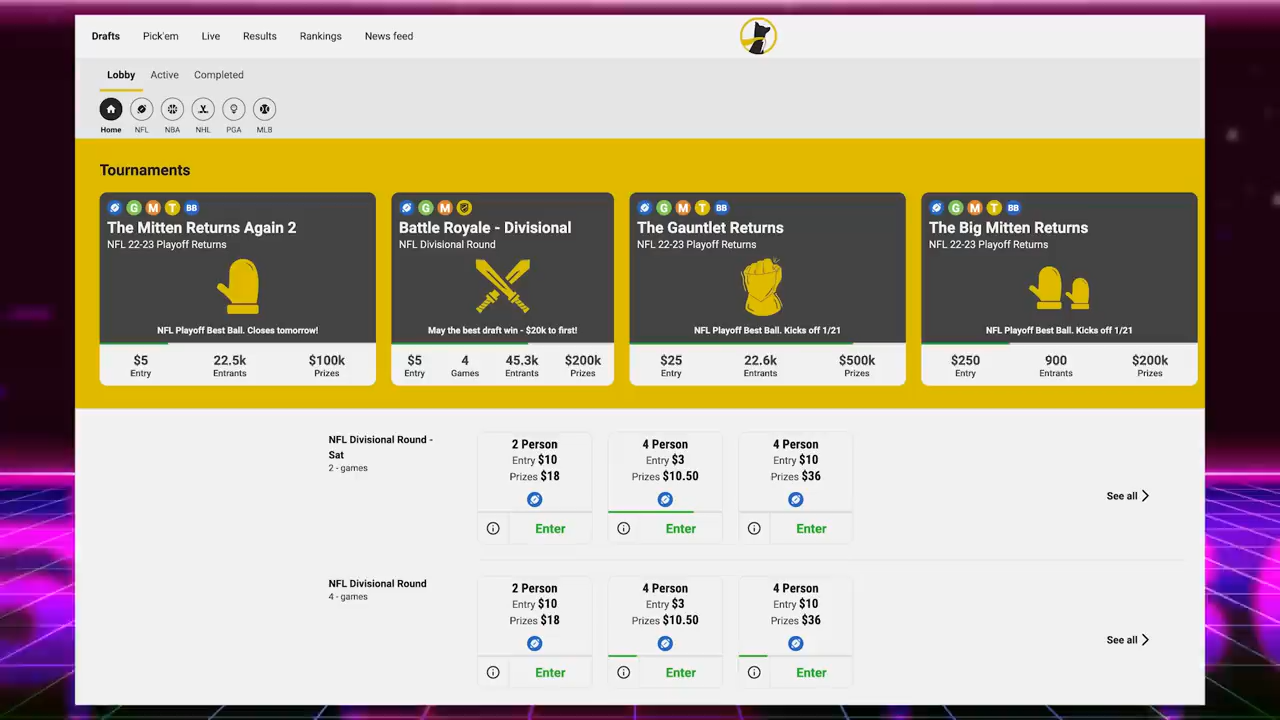 Drafts Pick'em Live Results Rankings News feed
Lobby Active Completed
Home NFL NBA NHL PGA MLB
Tournaments
G M T BB
The Mitten Returns Again 2
NFL 22-23 Playoff Returns
NFL Playoff Best Ball. Closes tomorrow!
$5 22.5k $100k
Entry Entrants Prizes
G M
Battle Royale - Divisional
NFL Divisional Round
May the best draft win - $20k to first!
$5 4 45.3k $200k
Entry Games Entrants Prizes
G M T BB
The Gauntlet Returns
NFL 22-23 Playoff Returns
NFL Playoff Best Ball. Kicks off 1/21
$25 22.6k $500k
Entry Entrants Prizes
G M T BB
The Big Mitten Returns
NFL 22-23 Playoff Returns
NFL Playoff Best Ball. Kicks off 1/21
$250 900 $200k
Entry Entrants Prizes
NFL Divisional Round -
Sat
2 - games
2 Person
Entry $10
Prizes $18
Enter
4 Person
Entry $3
Prizes $10.50
Enter
4 Person
Entry $10
Prizes $36
Enter
See all
NFL Divisional Round
4 - games
2 Person
Entry $10
Prizes $18
Enter
4 Person
Entry $3
Prizes $10.50
Enter
4 Person
Entry $10
Prizes $36
Enter
See all